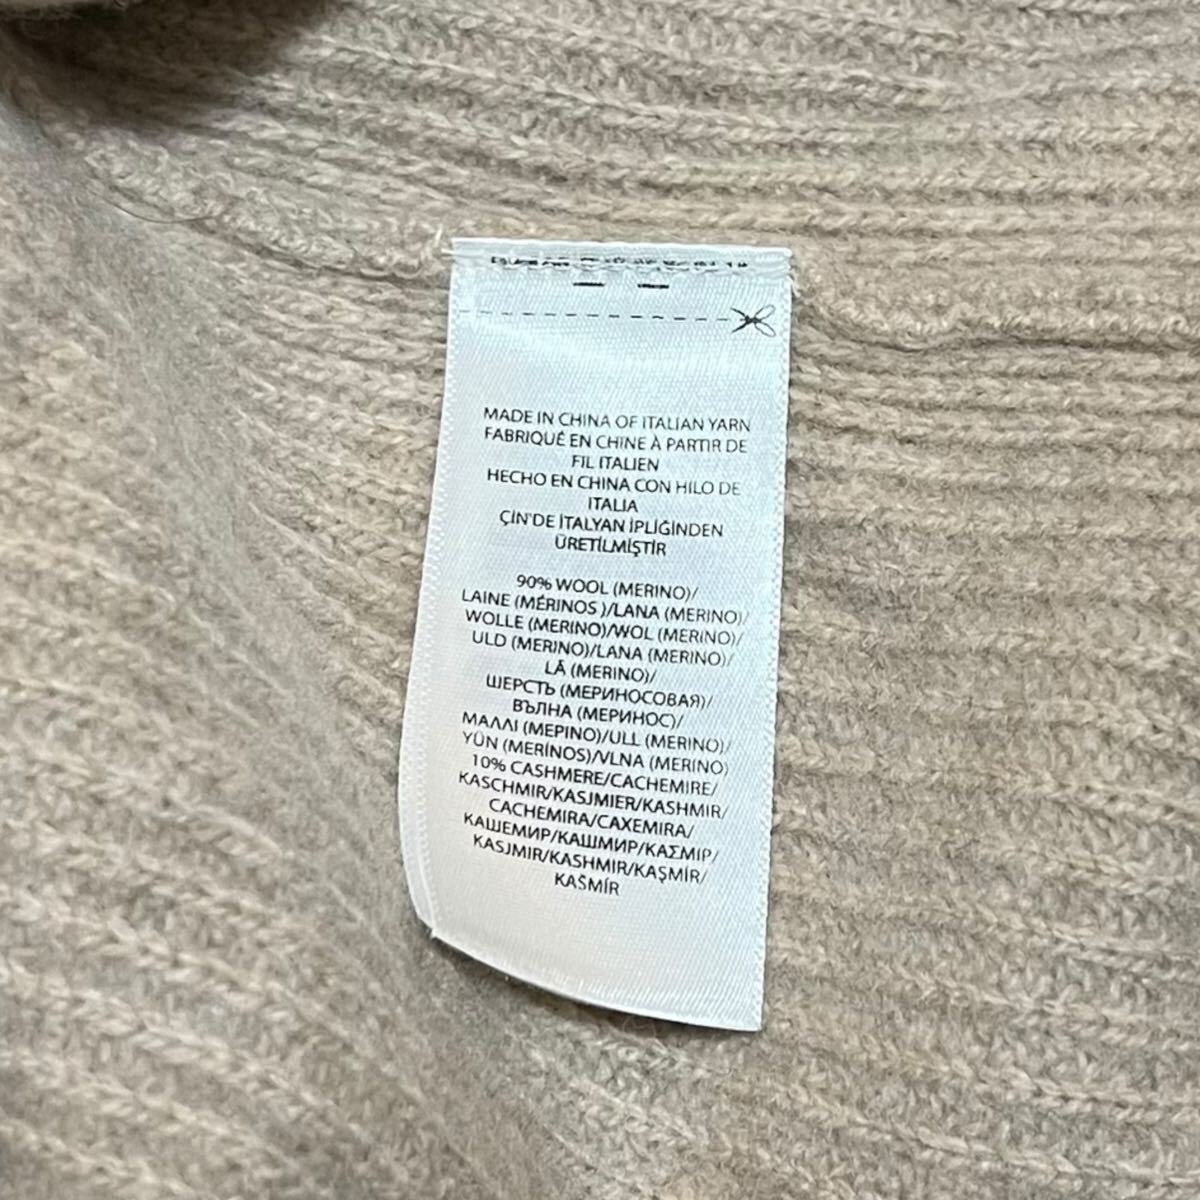 MADE IN CHINA OF ITALIAN YARN
FABRIQUÉ EN CHINE À PARTIR DE
FIL ITALIEN
HECHO EN CHINA CON HILO DE
ITALIA
ÇİN'DE İTALYAN İPLİĞİNDEN
ÜRETİLMİŞTİR
90% WOOL (MERINO)/
LAINE (MÉRINOS )/LANA (MERINO)/
WOLLE (MERINO)/WOL (MERINO)/
ULD (MERINO)/LANA (MERINO)/
LÃ (MERINO)/
ШЕРСТЬ (МЕРИНОСОВАЯ)/
ВЪЛНА (МЕРИНОС)/
ΜΑΛΛΙ (ΜΕΡΙΝΟ)/ULL (MERINO)/
YÜN (MERİNOS)/VLNA (MERINO)
10% CASHMERE/CACHEMIRE/
KASCHMIR/KASJMIER/KASHMIR/
CACHEMIRA/CAXEMIRA/
КАШЕМИР/КАШМИР/ΚΑΣΜΙΡ/
KASJMIR/KASHMIR/KAŞMİR/
KAŠMÍR